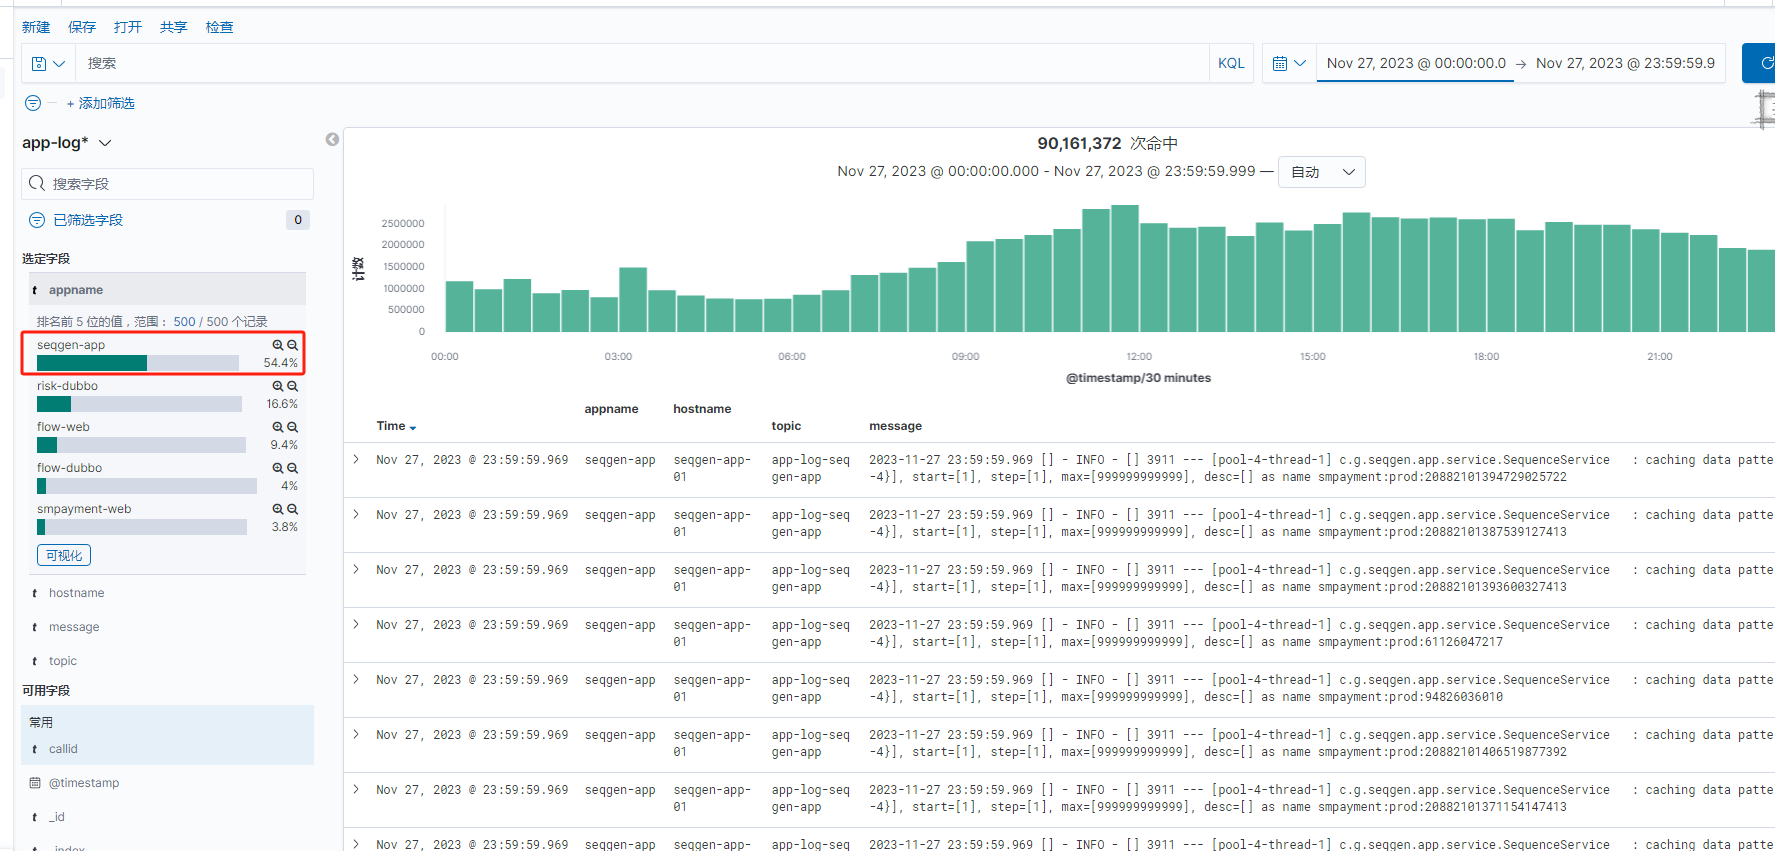 新建 保存 打开 共享 检查
搜索 KQL Nov 27, 2023 @ 00:00:00.0 → Nov 27, 2023 @ 23:59:59.9
+ 添加筛选
app-log*
搜索字段
已筛选字段 0
选定字段
t appname
排名前 5 位的值，范围： 500 / 500 个记录
seqgen-app
54.4%
risk-dubbo
16.6%
flow-web
9.4%
flow-dubbo
4%
smpayment-web
3.8%
可视化
t hostname
t message
t topic
可用字段
常用
t callid
@timestamp
t _id
t _index
90,161,372 次命中
Nov 27, 2023 @ 00:00:00.000 - Nov 27, 2023 @ 23:59:59.999 — 自动
计数
2500000
2000000
1500000
1000000
500000
0
00:00 03:00 06:00 09:00 12:00 15:00 18:00 21:00
@timestamp/30 minutes
Time appname hostname topic message
Nov 27, 2023 @ 23:59:59.969 seqgen-app seqgen-app- app-log-seq 2023-11-27 23:59:59.969 [] - INFO - [] 3911 --- [pool-4-thread-1] c.g.seqgen.app.service.SequenceService : caching data patte
01 gen-app -4}], start=[1], step=[1], max=[999999999999], desc=[] as name smpayment:prod:20882101394729025722
Nov 27, 2023 @ 23:59:59.969 seqgen-app seqgen-app- app-log-seq 2023-11-27 23:59:59.969 [] - INFO - [] 3911 --- [pool-4-thread-1] c.g.seqgen.app.service.SequenceService : caching data patte
01 gen-app -4}], start=[1], step=[1], max=[999999999999], desc=[] as name smpayment:prod:20882101387539127413
Nov 27, 2023 @ 23:59:59.969 seqgen-app seqgen-app- app-log-seq 2023-11-27 23:59:59.969 [] - INFO - [] 3911 --- [pool-4-thread-1] c.g.seqgen.app.service.SequenceService : caching data patte
01 gen-app -4}], start=[1], step=[1], max=[999999999999], desc=[] as name smpayment:prod:20882101393600327413
Nov 27, 2023 @ 23:59:59.969 seqgen-app seqgen-app- app-log-seq 2023-11-27 23:59:59.969 [] - INFO - [] 3911 --- [pool-4-thread-1] c.g.seqgen.app.service.SequenceService : caching data patte
01 gen-app -4}], start=[1], step=[1], max=[999999999999], desc=[] as name smpayment:prod:61126047217
Nov 27, 2023 @ 23:59:59.969 seqgen-app seqgen-app- app-log-seq 2023-11-27 23:59:59.969 [] - INFO - [] 3911 --- [pool-4-thread-1] c.g.seqgen.app.service.SequenceService : caching data patte
01 gen-app -4}], start=[1], step=[1], max=[999999999999], desc=[] as name smpayment:prod:94826036010
Nov 27, 2023 @ 23:59:59.969 seqgen-app seqgen-app- app-log-seq 2023-11-27 23:59:59.969 [] - INFO - [] 3911 --- [pool-4-thread-1] c.g.seqgen.app.service.SequenceService : caching data patte
01 gen-app -4}], start=[1], step=[1], max=[999999999999], desc=[] as name smpayment:prod:20882101406519877392
Nov 27, 2023 @ 23:59:59.969 seqgen-app seqgen-app- app-log-seq 2023-11-27 23:59:59.969 [] - INFO - [] 3911 --- [pool-4-thread-1] c.g.seqgen.app.service.SequenceService : caching data patte
01 gen-app -4}], start=[1], step=[1], max=[999999999999], desc=[] as name smpayment:prod:20882101371154147413
Nov 27, 2023 @ 23:59:59.969 seqgen-app seqgen-app- app-log-seq 2023-11-27 23:59:59.969 [] - INFO - [] 3911 --- [pool-4-thread-1] c.g.seqgen.app.service.SequenceService : caching data patte